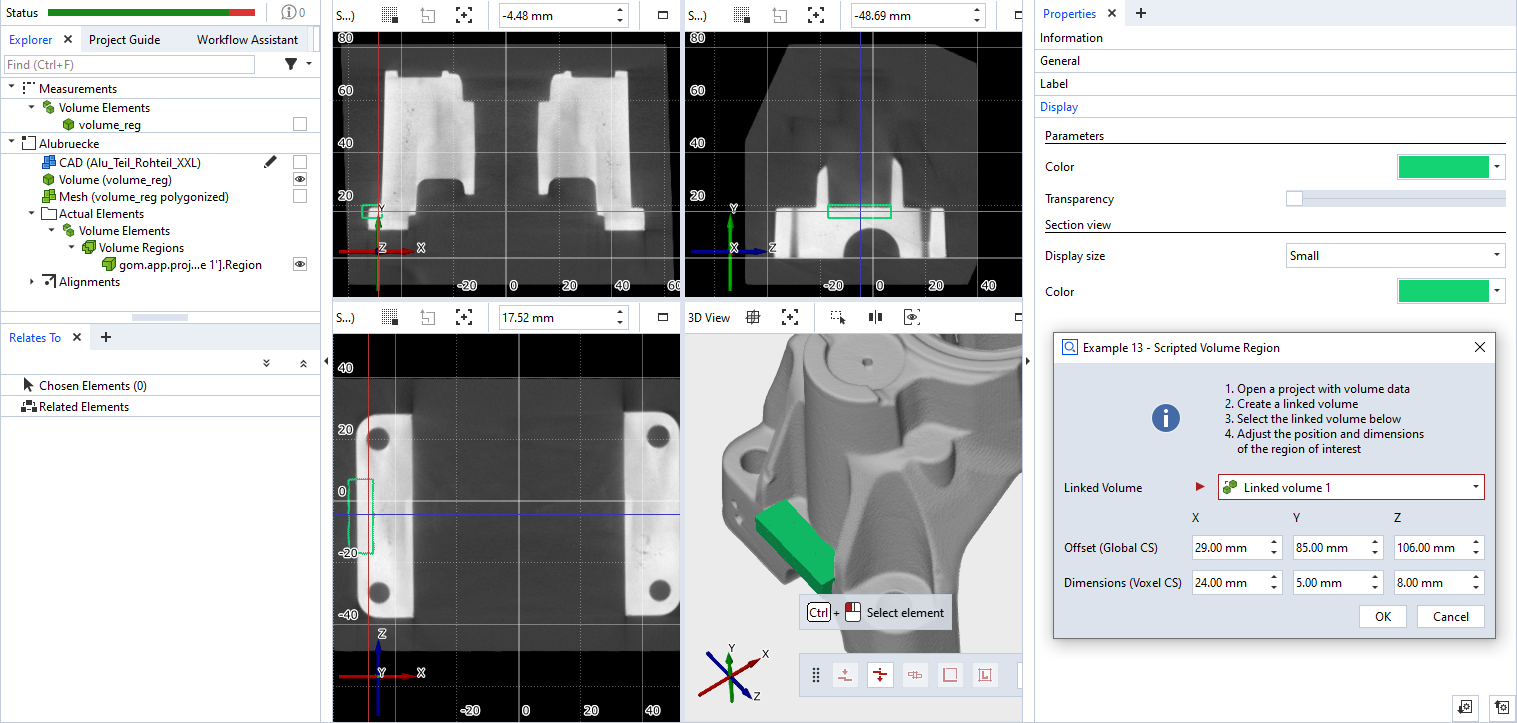 Status
0
Explorer
Project Guide
Workflow Assistant
Find (Ctrl+F)
Measurements
Volume Elements
volume_reg
Alubruecke
CAD (Alu_Teil_Rohteil_XXL)
Volume (volume_reg)
Mesh (volume_reg polygonized)
Actual Elements
Volume Elements
Volume Regions
gom.app.proj...e 1'].Region
Alignments
Relates To
Chosen Elements (0)
Related Elements
S...)
-4.48 mm
80
60
40
20
Y
Z
X
-20 0 20 40 60
S...)
-48.69 mm
80
60
40
20
Y
X
Z
-20 0 20 40
S...)
17.52 mm
40
20
0
-20
-40
Z
Y
X
-20 0 20 40
3D View
Ctrl + Select element
Y
X
Z
Properties
Information
General
Label
Display
Parameters
Color
Transparency
Section view
Display size
Small
Color
Example 13 - Scripted Volume Region
1. Open a project with volume data
2. Create a linked volume
3. Select the linked volume below
4. Adjust the position and dimensions
of the region of interest
Linked Volume
Linked volume 1
X Y Z
Offset (Global CS) 29.00 mm 85.00 mm 106.00 mm
Dimensions (Voxel CS) 24.00 mm 5.00 mm 8.00 mm
OK Cancel